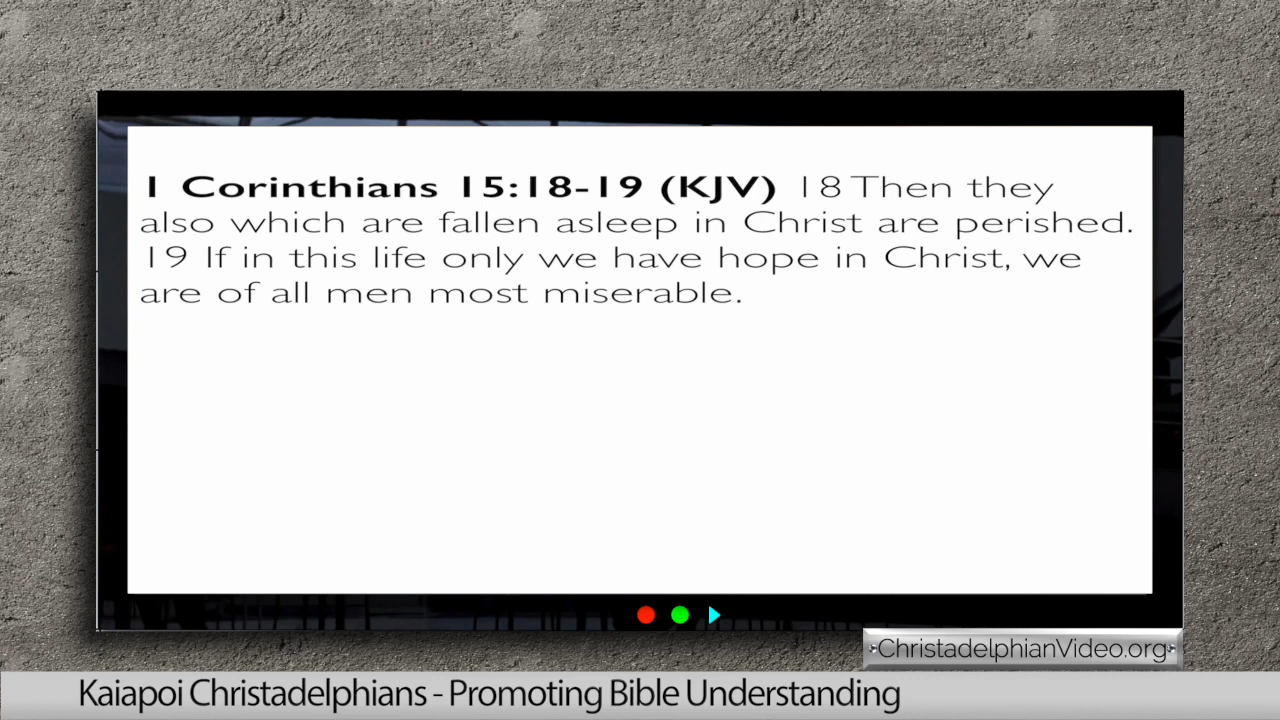 1 Corinthians 15:18-19 (KJV) 18 Then they
also which are fallen asleep in Christ are perished.
19 If in this life only we have hope in Christ, we
are of all men most miserable.
ChristadelphianVideo.org
Kaiapoi Christadelphians - Promoting Bible Understanding